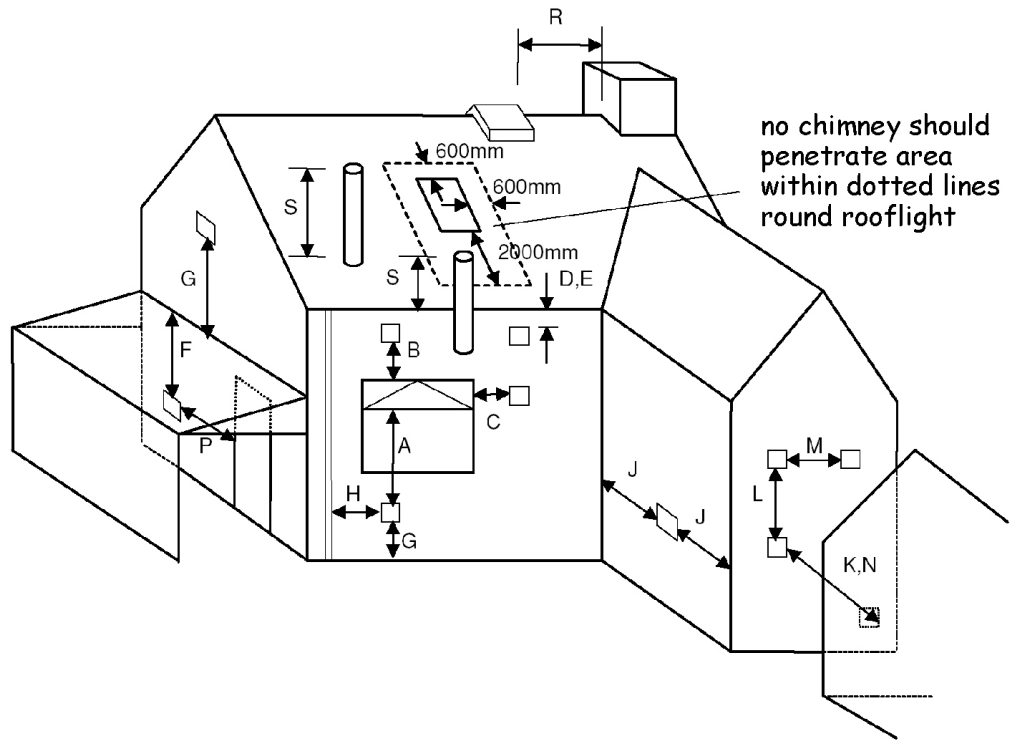 R
no chimney should
penetrate area
within dotted lines
round rooflight
600mm
600mm
S
2000mm
S
D,E
G
F
B
C
P
A
H
G
J
J
M
L
K,N